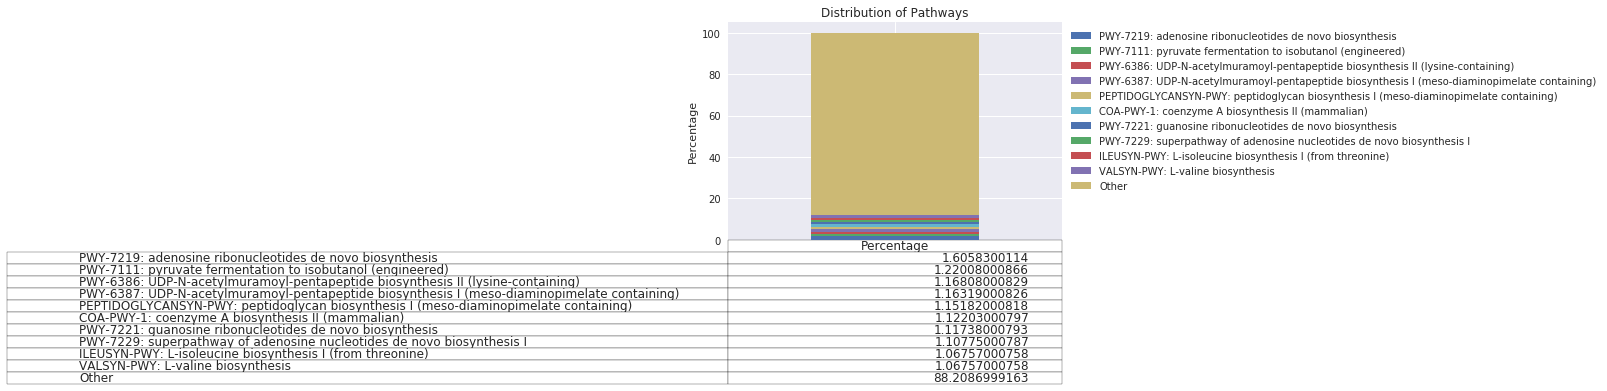 Distribution of Pathways
100
80
60
40
20
0
Percentage
PWY-7219: adenosine ribonucleotides de novo biosynthesis
PWY-7111: pyruvate fermentation to isobutanol (engineered)
PWY-6386: UDP-N-acetylmuramoyl-pentapeptide biosynthesis II (lysine-containing)
PWY-6387: UDP-N-acetylmuramoyl-pentapeptide biosynthesis I (meso-diaminopimelate containing)
PEPTIDOGLYCANSYN-PWY: peptidoglycan biosynthesis I (meso-diaminopimelate containing)
COA-PWY-1: coenzyme A biosynthesis II (mammalian)
PWY-7221: guanosine ribonucleotides de novo biosynthesis
PWY-7229: superpathway of adenosine nucleotides de novo biosynthesis I
ILEUSYN-PWY: L-isoleucine biosynthesis I (from threonine)
VALSYN-PWY: L-valine biosynthesis
Other
Percentage
PWY-7219: adenosine ribonucleotides de novo biosynthesis 1.6058300114
PWY-7111: pyruvate fermentation to isobutanol (engineered) 1.22008000866
PWY-6386: UDP-N-acetylmuramoyl-pentapeptide biosynthesis II (lysine-containing) 1.16808000829
PWY-6387: UDP-N-acetylmuramoyl-pentapeptide biosynthesis I (meso-diaminopimelate containing) 1.16319000826
PEPTIDOGLYCANSYN-PWY: peptidoglycan biosynthesis I (meso-diaminopimelate containing) 1.15182000818
COA-PWY-1: coenzyme A biosynthesis II (mammalian) 1.12203000797
PWY-7221: guanosine ribonucleotides de novo biosynthesis 1.11738000793
PWY-7229: superpathway of adenosine nucleotides de novo biosynthesis I 1.10775000787
ILEUSYN-PWY: L-isoleucine biosynthesis I (from threonine) 1.06757000758
VALSYN-PWY: L-valine biosynthesis 1.06757000758
Other 88.2086999163